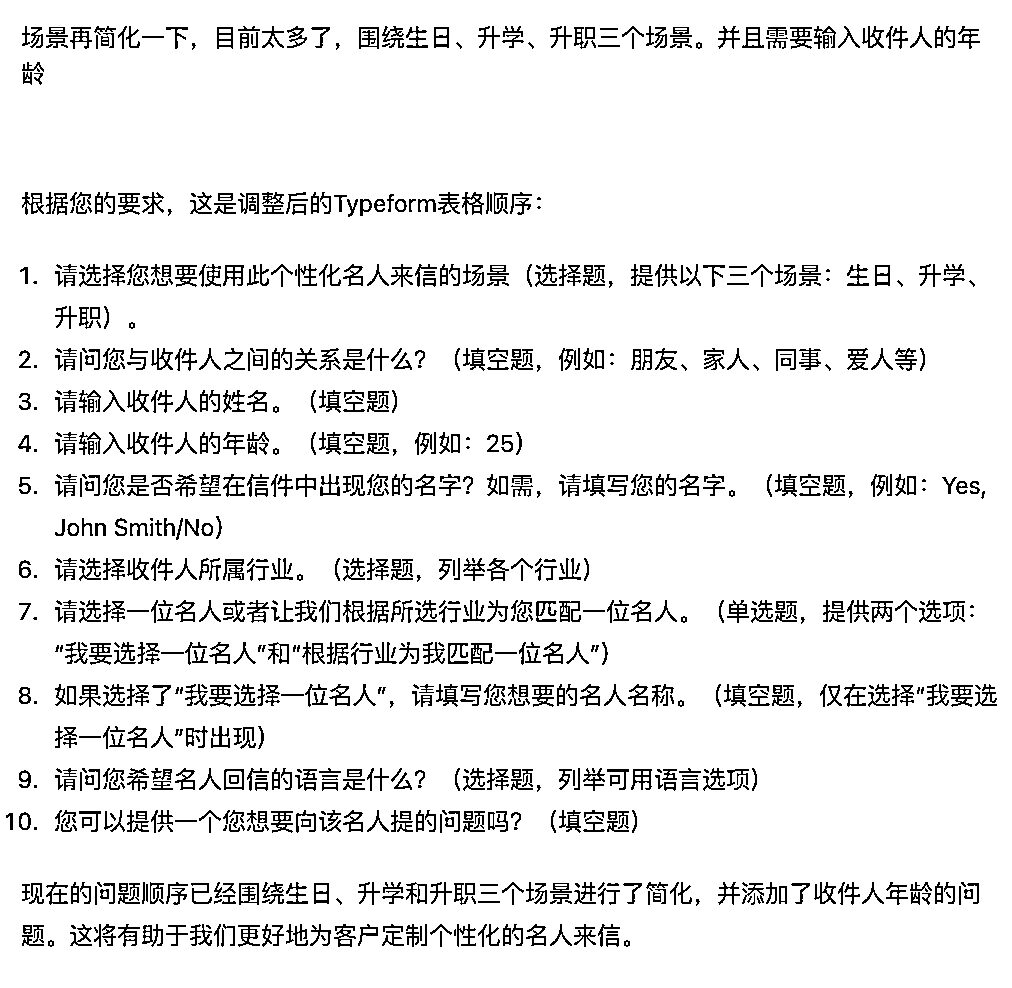 场景再简化一下，目前太多了，围绕生日、升学、升职三个场景。并且需要输入收件人的年
龄
根据您的要求，这是调整后的Typeform表格顺序：
1. 请选择您想要使用此个性化名人来信的场景（选择题，提供以下三个场景：生日、升学、
升职）。
2. 请问您与收件人之间的关系是什么？（填空题，例如：朋友、家人、同事、爱人等）
3. 请输入收件人的姓名。（填空题）
4. 请输入收件人的年龄。（填空题，例如：25）
5. 请问您是否希望在信件中出现您的名字？如需，请填写您的名字。（填空题，例如：Yes,
John Smith/No）
6. 请选择收件人所属行业。（选择题，列举各个行业）
7. 请选择一位名人或者让我们根据所选行业为您匹配一位名人。（单选题，提供两个选项：
“我要选择一位名人”和“根据行业为我匹配一位名人”）
8. 如果选择了“我要选择一位名人”，请填写您想要的名人名称。（填空题，仅在选择“我要选
择一位名人”时出现）
9. 请问您希望名人回信的语言是什么？（选择题，列举可用语言选项）
10. 您可以提供一个您想要向该名人提的问题吗？（填空题）
现在的问题顺序已经围绕生日、升学和升职三个场景进行了简化，并添加了收件人年龄的问
题。这将有助于我们更好地为客户定制个性化的名人来信。